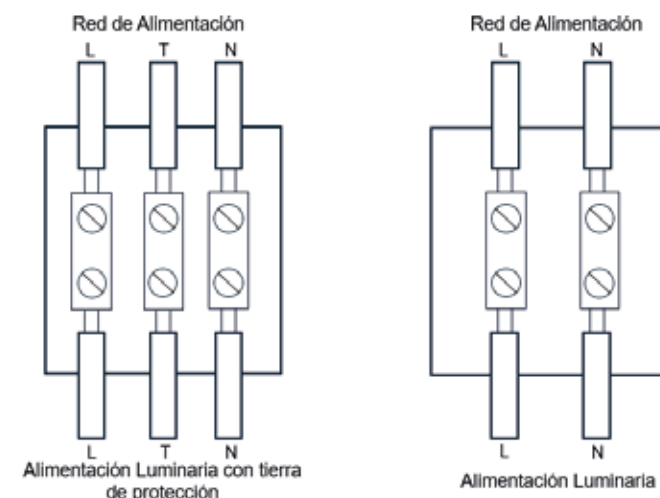 Red de Alimentación
L T N
L T N
Alimentación Luminaria con tierra
de protección
Red de Alimentación
L N
L N
Alimentación Luminaria